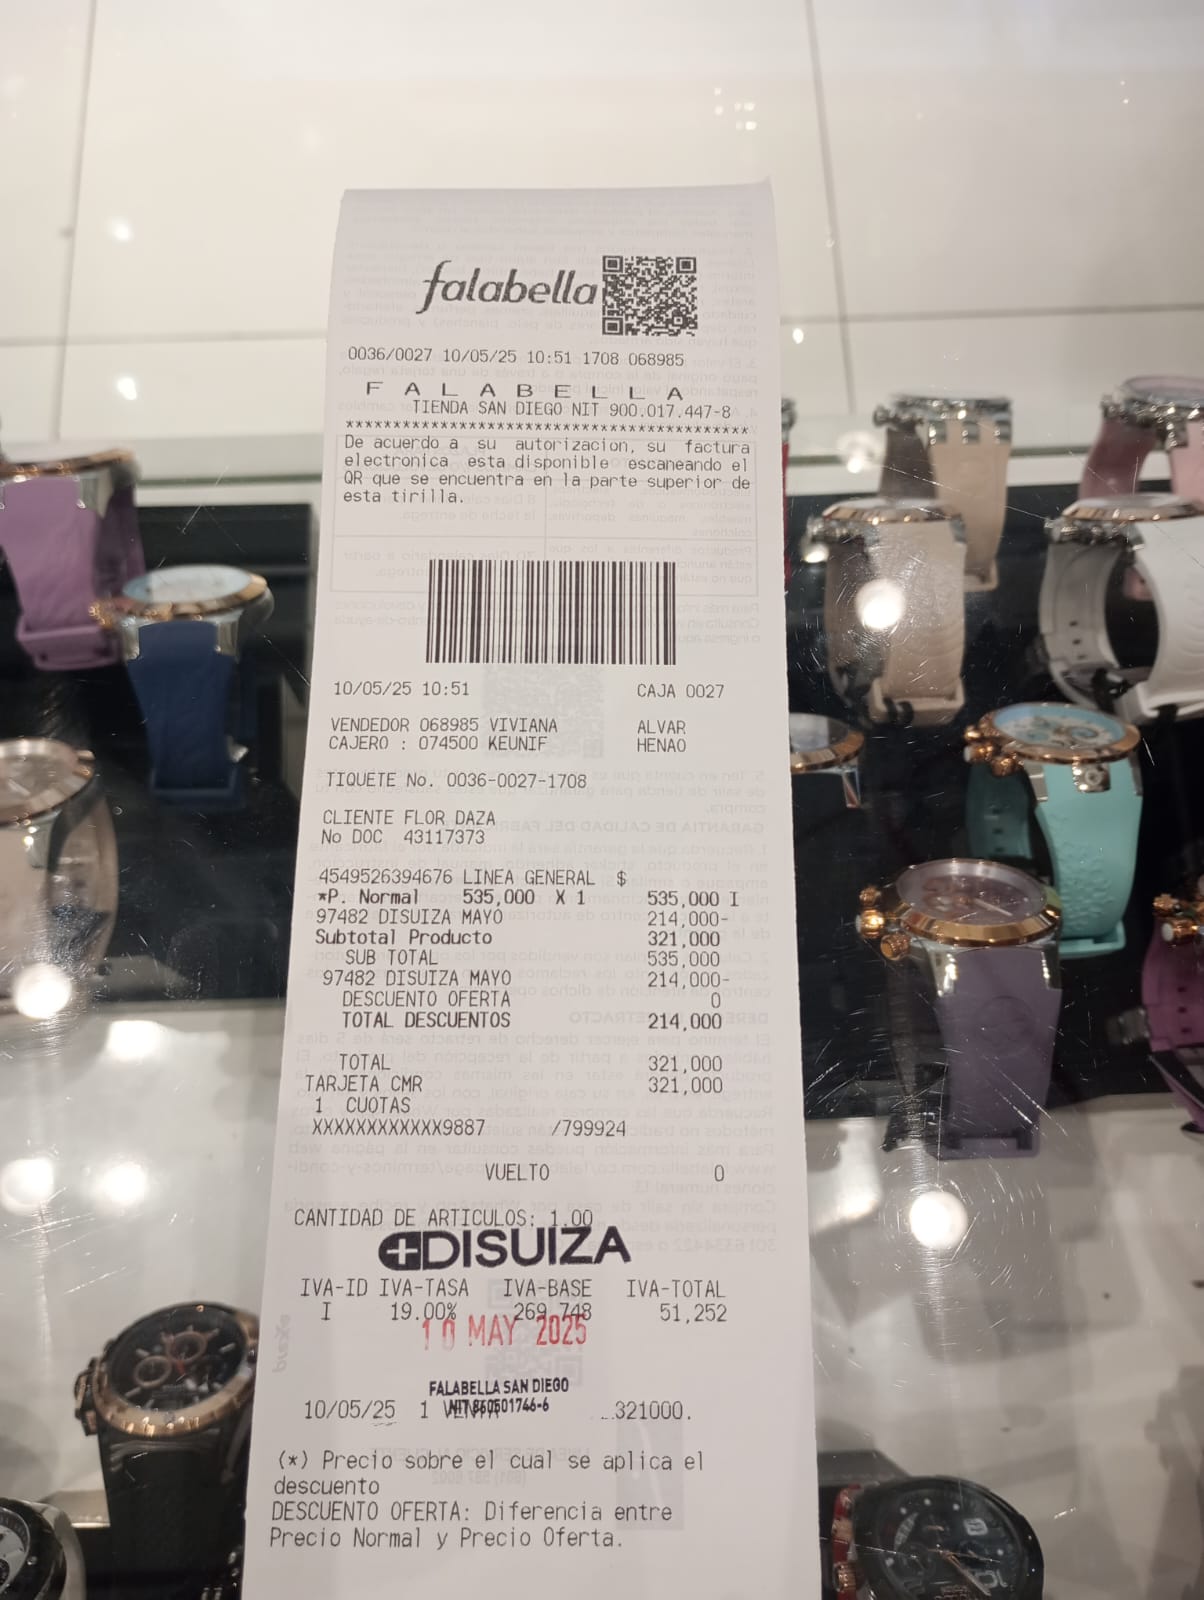 falabella
0036/0027 10/05/25 10:51 1708 068985
F A L A B E L L A
TIENDA SAN DIEGO NIT 900.017.447-8
******************************************
De acuerdo a su autorizacion, su factura
electronica esta disponible escaneando el
QR que se encuentra en la parte superior de
esta tirilla.
10/05/25 10:51 CAJA 0027
VENDEDOR 068985 VIVIANA ALVAR
CAJERO : 074500 KEUNIF HENAO
TIQUETE No. 0036-0027-1708
CLIENTE FLOR DAZA
No DOC 43117373
4549526394676 LINEA GENERAL $
*P. Normal 535,000 X 1 535,000 I
97482 DISUIZA MAYO 214,000-
Subtotal Producto 321,000
SUB TOTAL 535,000
97482 DISUIZA MAYO 214,000-
DESCUENTO OFERTA 0
TOTAL DESCUENTOS 214,000
TOTAL 321,000
TARJETA CMR 321,000
1 CUOTAS
XXXXXXXXXXXX9887 /799924
VUELTO 0
CANTIDAD DE ARTICULOS: 1.00
DISUIZA
IVA-ID IVA-TASA IVA-BASE IVA-TOTAL
I 19.00% 269,748 51,252
10 MAY 2025
FALABELLA SAN DIEGO
NIT 860501746-6
10/05/25 1 321000.
(*) Precio sobre el cual se aplica el
descuento
DESCUENTO OFERTA: Diferencia entre
Precio Normal y Precio Oferta.